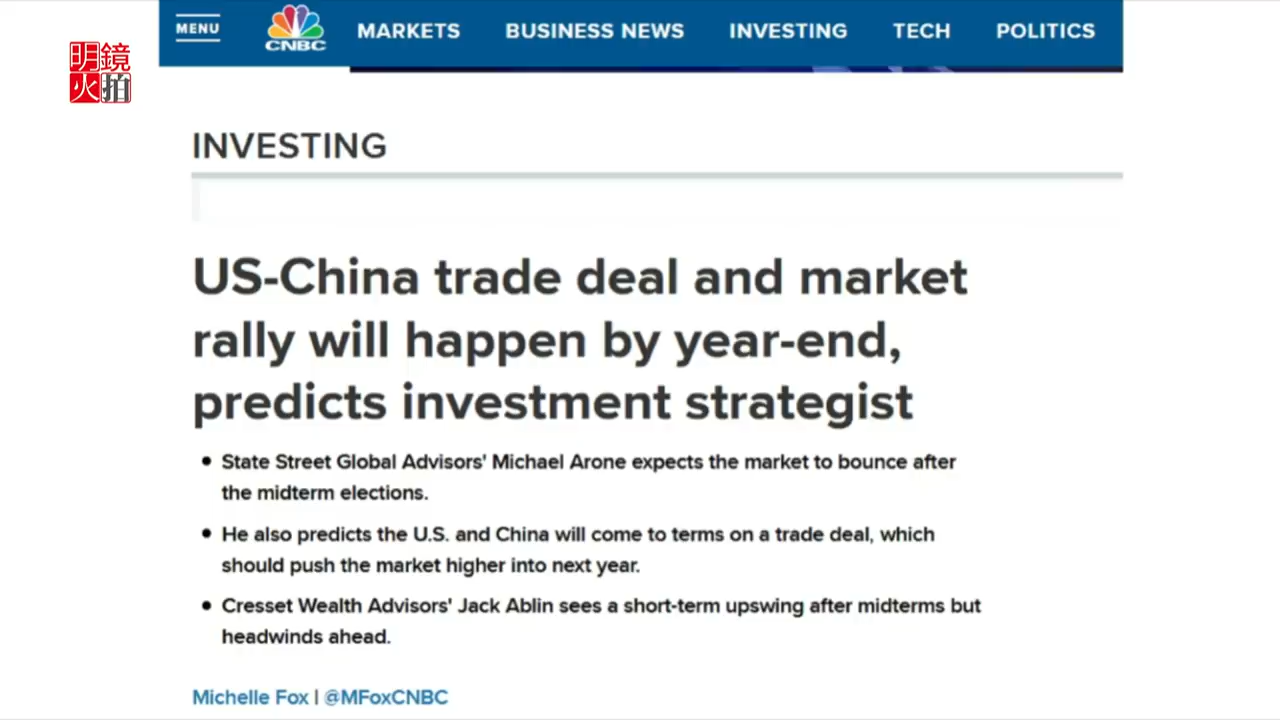 MENU
CNBC
MARKETS
BUSINESS NEWS
INVESTING
TECH
POLITICS
明鏡
火拍
INVESTING
US-China trade deal and market
rally will happen by year-end,
predicts investment strategist
• State Street Global Advisors' Michael Arone expects the market to bounce after
the midterm elections.
• He also predicts the U.S. and China will come to terms on a trade deal, which
should push the market higher into next year.
• Cresset Wealth Advisors' Jack Ablin sees a short-term upswing after midterms but
headwinds ahead.
Michelle Fox | @MFoxCNBC